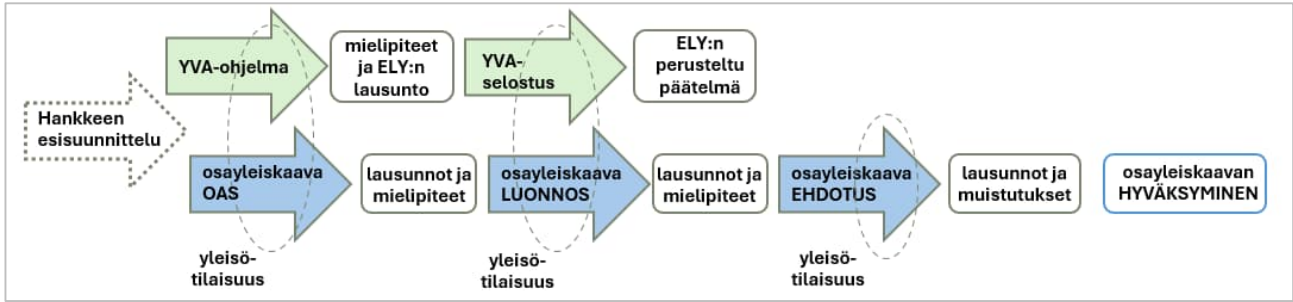 Hankkeen
esisuunnittelu
YVA-ohjelma
mielipiteet
ja ELY:n
lausunto
YVA-
selostus
ELY:n
perusteltu
päätelmä
osayleiskaava
OAS
lausunnot ja
mielipiteet
osayleiskaava
LUONNOS
lausunnot ja
mielipiteet
osayleiskaava
EHDOTUS
lausunnot ja
muistutukset
osayleiskaavan
HYVÄKSYMINEN
yleisö-
tilaisuus
yleisö-
tilaisuus
yleisö-
tilaisuus